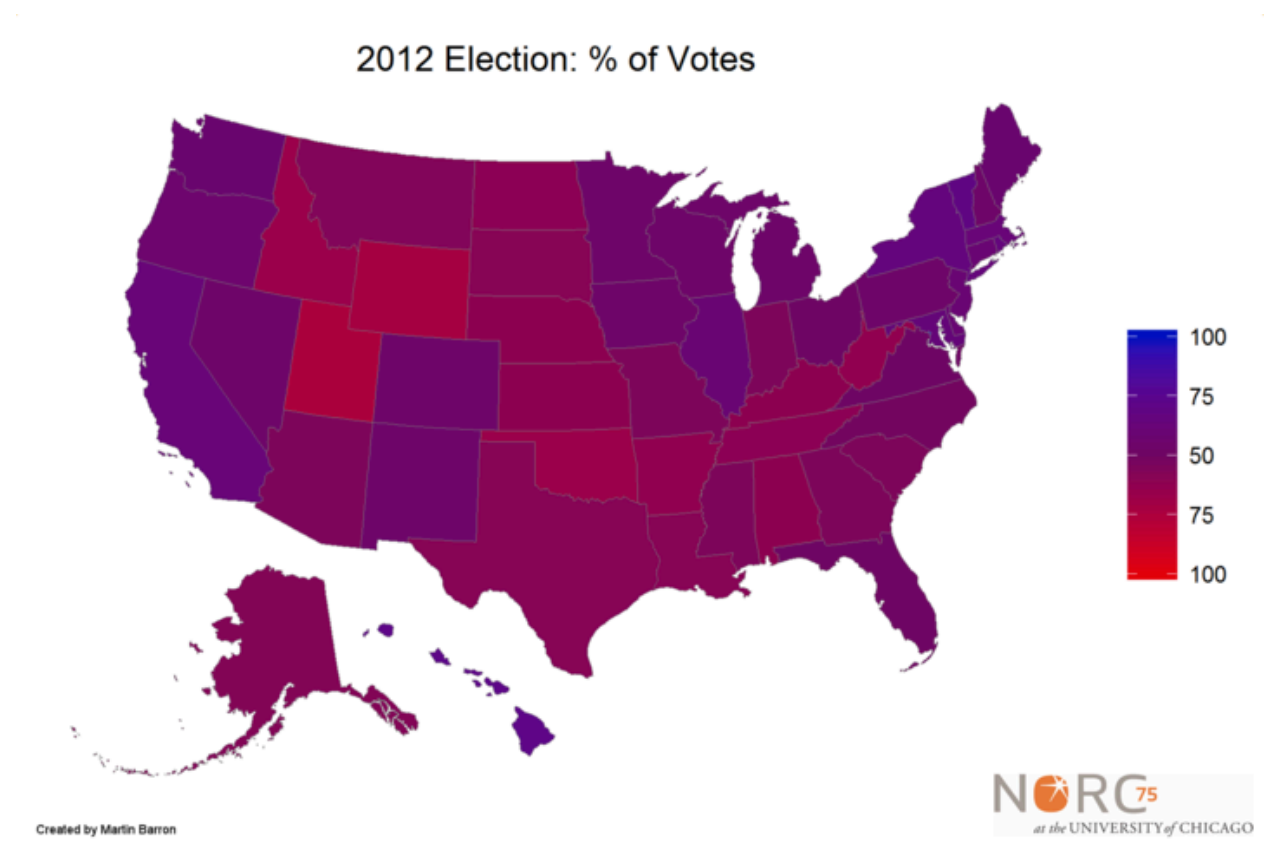 2012 Election: % of Votes
100
75
50
75
100
NORC 75
at the UNIVERSITY of CHICAGO
Created by Martin Barron